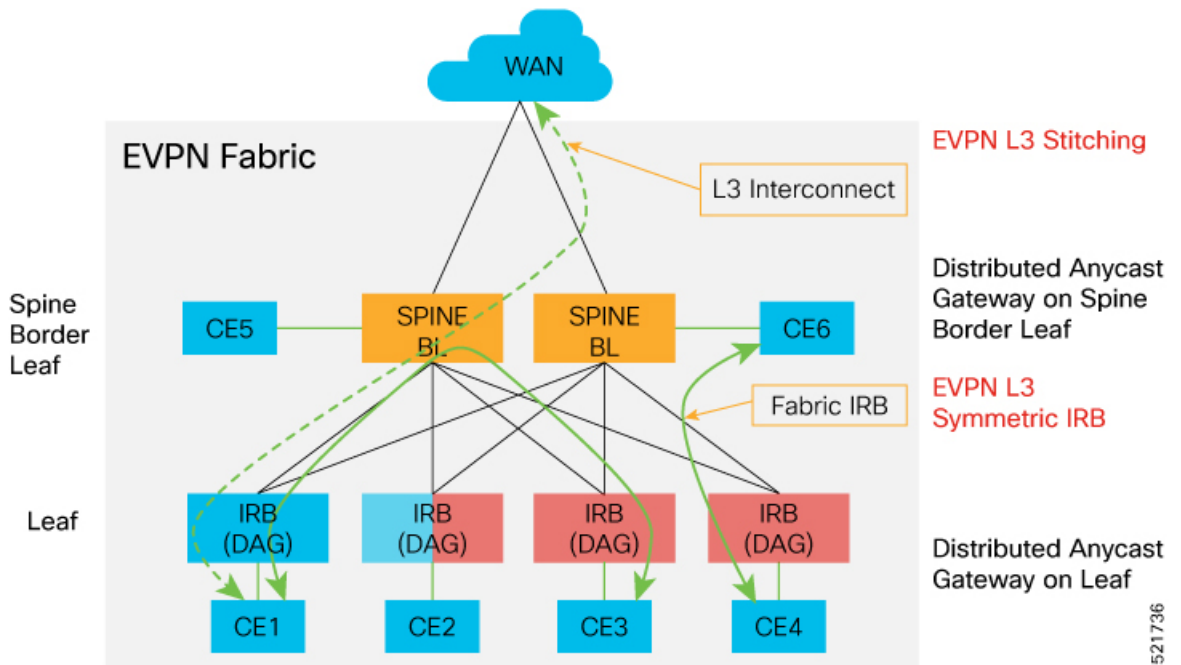 WAN
EVPN Fabric
EVPN L3 Stitching
L3 Interconnect
Spine
Border
Leaf
CE5
SPINE
BL
SPINE
BL
CE6
Distributed Anycast
Gateway on Spine
Border Leaf
Fabric IRB
EVPN L3
Symmetric IRB
Leaf
IRB
(DAG)
IRB
(DAG)
IRB
(DAG)
IRB
(DAG)
Distributed Anycast
Gateway on Leaf
CE1
CE2
CE3
CE4
521736